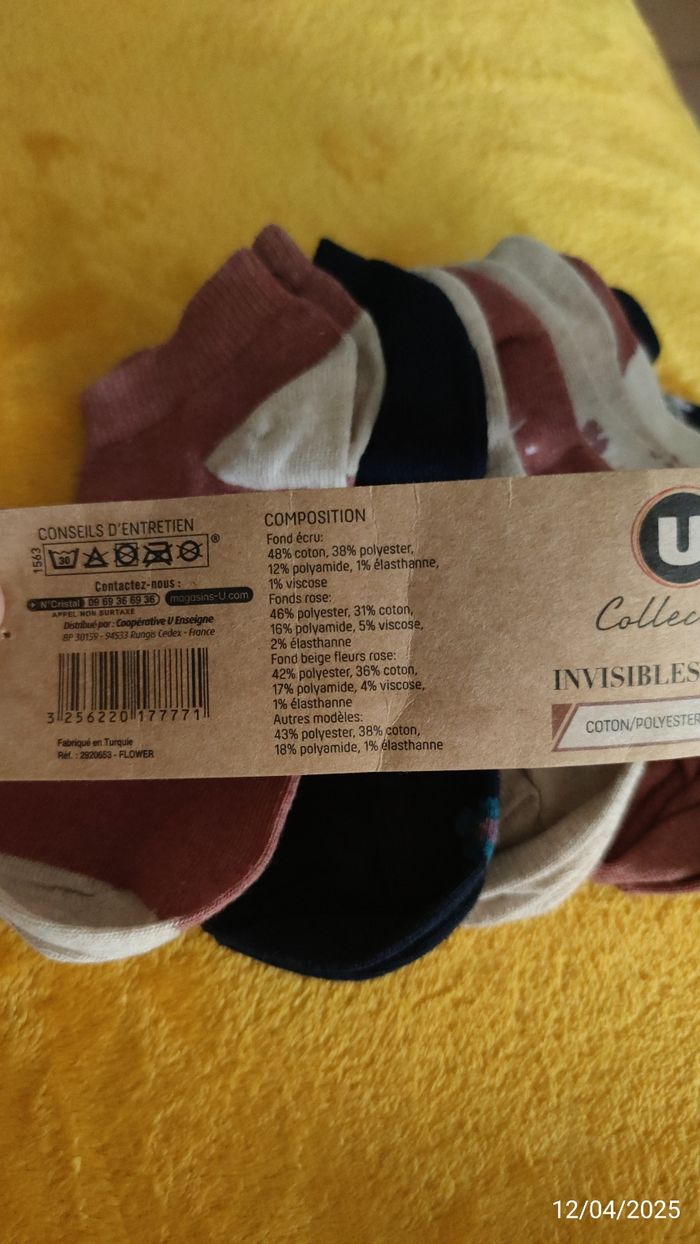 CONSEILS D'ENTRETIEN
1563
30
®
Contactez-nous :
N°Cristal 09 69 36 69 36
magasins-U.com
APPEL NON SURTAXÉ
Distribué par : Coopérative U Enseigne
BP 30159 - 94533 Rungis Cedex - France
3 256220 177771
Fabriqué en Turquie
Réf. : 2920653 - FLOWER
COMPOSITION
Fond écru:
48% coton, 38% polyester,
12% polyamide, 1% élasthanne,
1% viscose
Fonds rose:
46% polyester, 31% coton,
16% polyamide, 5% viscose,
2% élasthanne
Fond beige fleurs rose:
42% polyester, 36% coton,
17% polyamide, 4% viscose,
1% élasthanne
Autres modèles:
43% polyester, 38% coton,
18% polyamide, 1% élasthanne
U
Collec
INVISIBLES
COTON/POLYESTER
12/04/2025